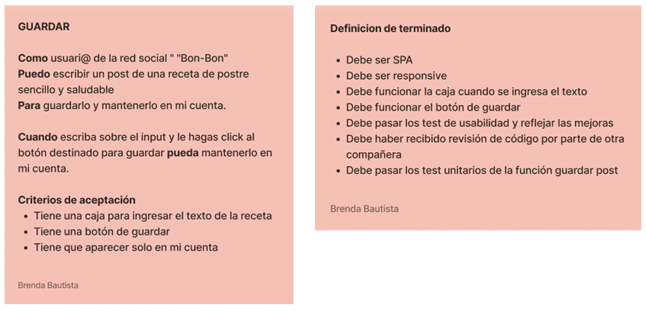 GUARDAR
Como usuari@ de la red social " "Bon-Bon"
Puedo escribir un post de una receta de postre
sencillo y saludable
Para guardarlo y mantenerlo en mi cuenta.
Cuando escriba sobre el input y le hagas click al
botón destinado para guardar pueda mantenerlo en
mi cuenta.
Criterios de aceptación
• Tiene una caja para ingresar el texto de la receta
• Tiene una botón de guardar
• Tiene que aparecer solo en mi cuenta
Brenda Bautista
Definicion de terminado
• Debe ser SPA
• Debe ser responsive
• Debe funcionar la caja cuando se ingresa el texto
• Debe funcionar el botón de guardar
• Debe pasar los test de usabilidad y reflejar las mejoras
• Debe haber recibido revisión de código por parte de otra
compañera
• Debe pasar los test unitarios de la función guardar post
Brenda Bautista